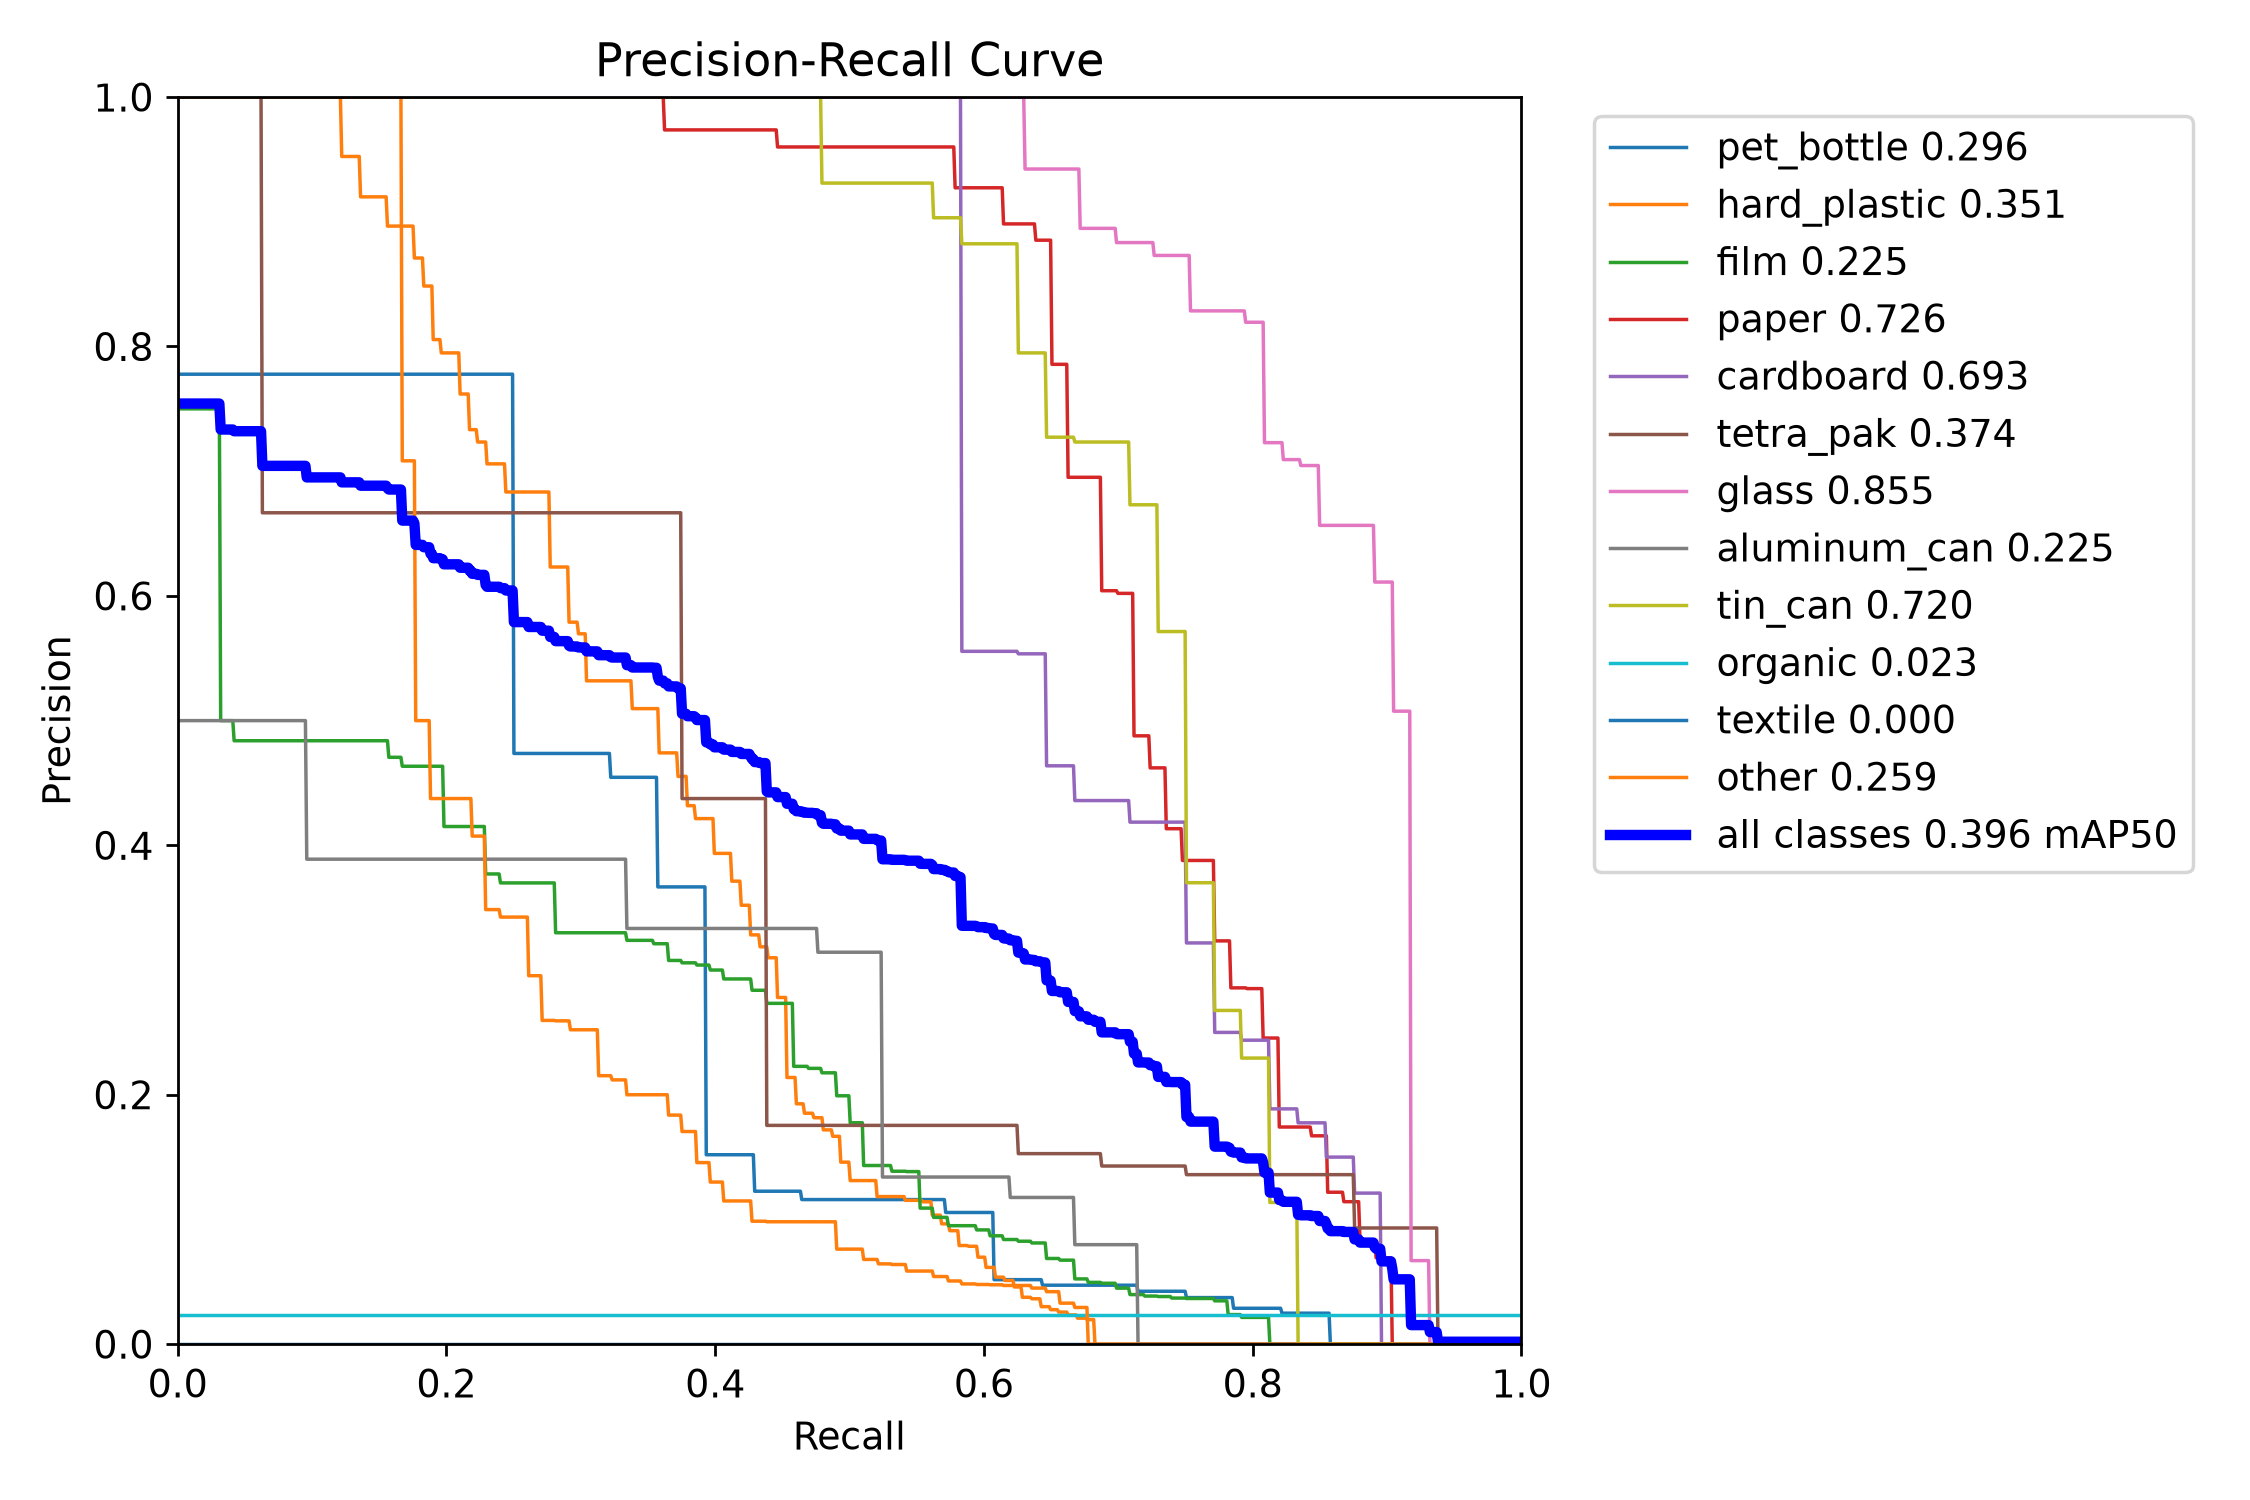 Precision-Recall Curve
1.0
0.8
0.6
0.4
0.2
0.0
Precision
0.0 0.2 0.4 0.6 0.8 1.0
Recall
pet_bottle 0.296
hard_plastic 0.351
film 0.225
paper 0.726
cardboard 0.693
tetra_pak 0.374
glass 0.855
aluminum_can 0.225
tin_can 0.720
organic 0.023
textile 0.000
other 0.259
all classes 0.396 mAP50